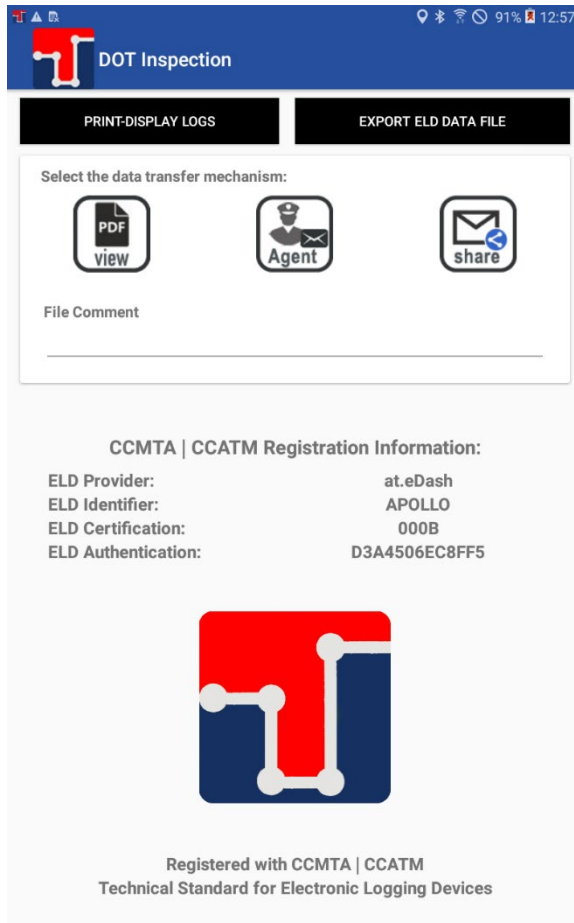 91% 12:57
DOT Inspection
PRINT-DISPLAY LOGS
EXPORT ELD DATA FILE
Select the data transfer mechanism:
PDF
view
Agent
share
File Comment
CCMTA | CCATM Registration Information:
ELD Provider: at.eDash
ELD Identifier: APOLLO
ELD Certification: 000B
ELD Authentication: D3A4506EC8FF5
Registered with CCMTA | CCATM
Technical Standard for Electronic Logging Devices